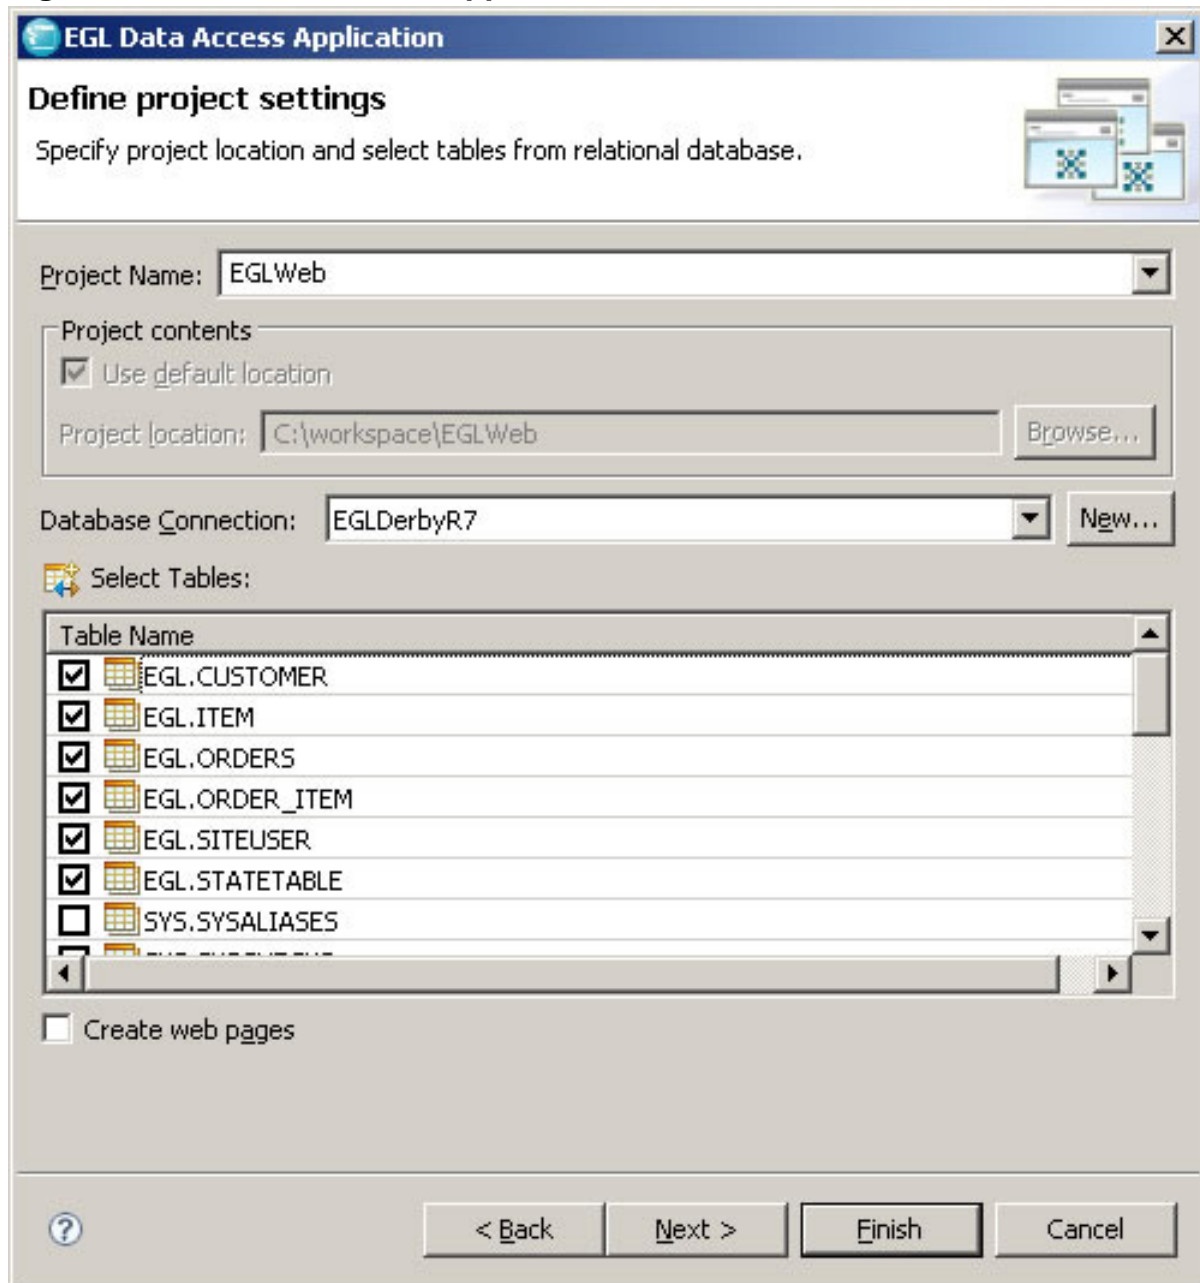 EGL Data Access Application
Define project settings
Specify project location and select tables from relational database.
Project Name: EGLWeb
Project contents
Use default location
Project location: C:\workspace\EGLWeb Browse...
Database Connection: EGLDerbyR7 New...
Select Tables:
Table Name
EGL.CUSTOMER
EGL.ITEM
EGL.ORDERS
EGL.ORDER_ITEM
EGL.SITEUSER
EGL.STATETABLE
SYS.SYSALIASES
Create web pages
? < Back Next > Finish Cancel